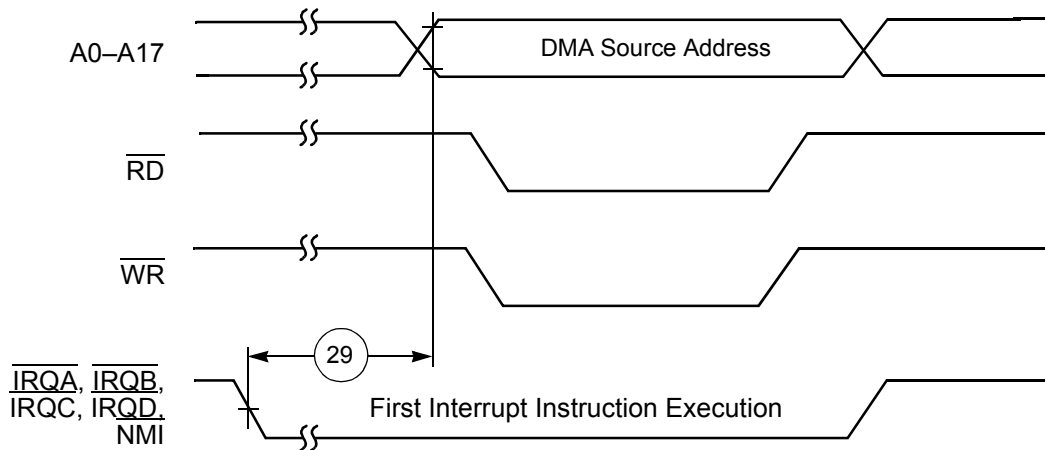 A0–A17
DMA Source Address
RD
WR
29
IRQA, IRQB,
IRQC, IRQD,
NMI
First Interrupt Instruction Execution